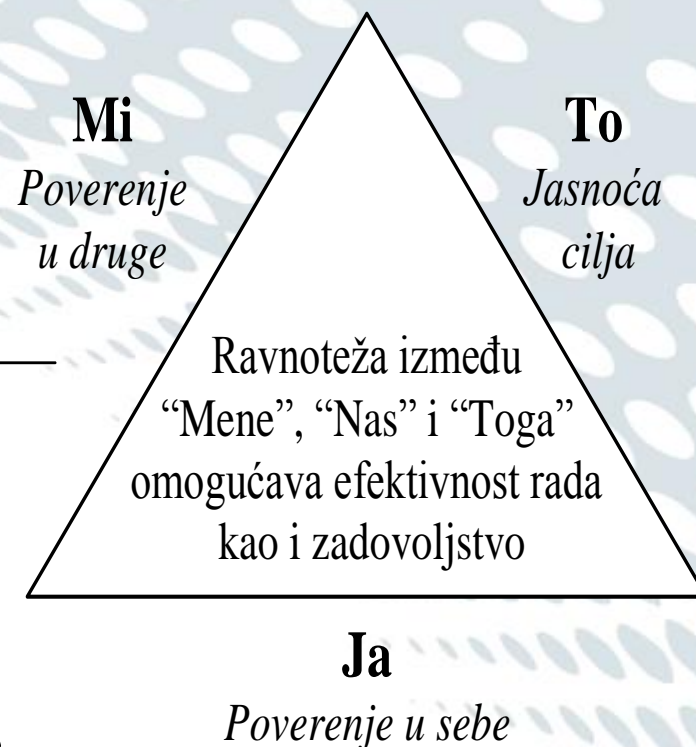 Mi
Poverenje
u druge
To
Jasnoća
cilja
Ravnoteža između
“Mene”, “Nas” i “Toga”
omogućava efektivnost rada
kao i zadovoljstvo
Ja
Poverenje u sebe